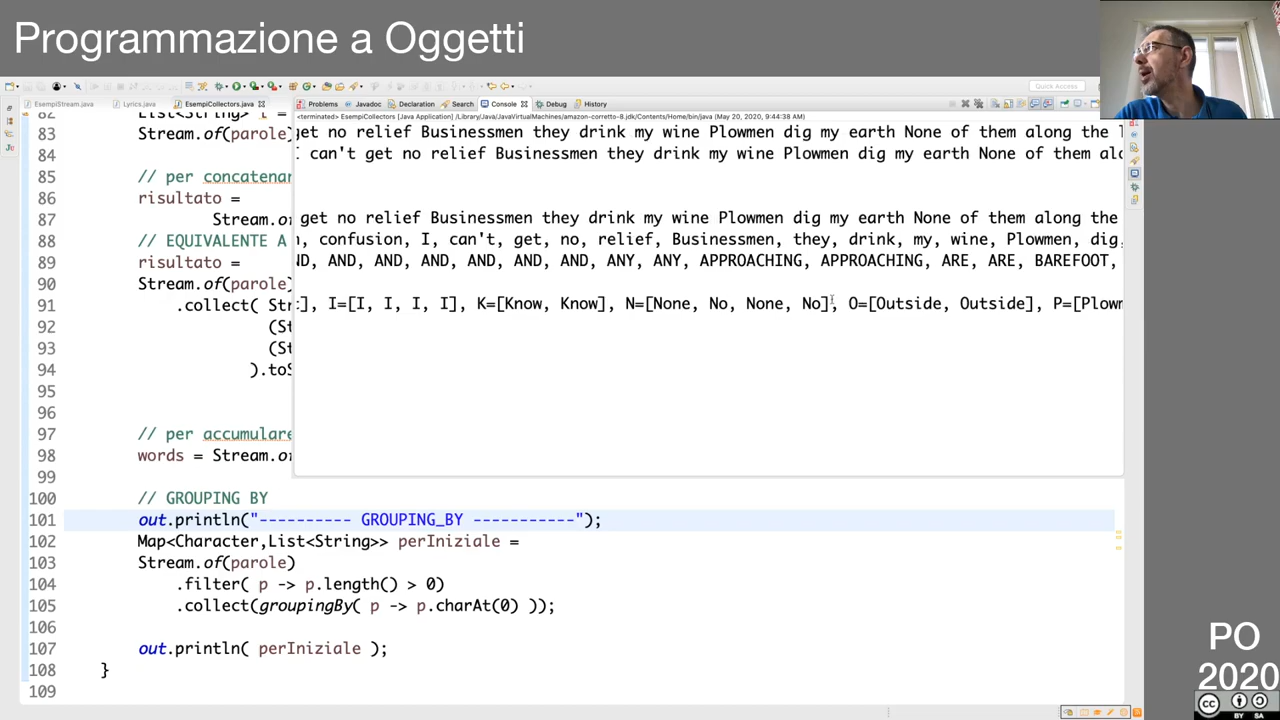 Programmazione a Oggetti
Quick Access
EsempiStream.java
Lyrics.java
EsempiCollectors.java
Problems
Javadoc
Declaration
Search
Console
Debug
History
<terminated> EsempiCollectors [Java Application] /Library/Java/JavaVirtualMachines/amazon-corretto-8.jdk/Contents/Home/bin/java (May 20, 2020, 9:44:38 AM)
get no relief Businessmen they drink my wine Plowmen dig my earth None of them along the
I can't get no relief Businessmen they drink my wine Plowmen dig my earth None of them alo
get no relief Businessmen they drink my wine Plowmen dig my earth None of them along the
n, confusion, I, can't, get, no, relief, Businessmen, they, drink, my, wine, Plowmen, dig,
ND, AND, AND, AND, AND, AND, AND, ANY, ANY, APPROACHING, APPROACHING, ARE, ARE, BAREFOOT,
], I=[I, I, I, I], K=[Know, Know], N=[None, No, None, No], O=[Outside, Outside], P=[Plowm
82 List<String> l =
83 Stream.of(parole)
84
85 // per concatenar
86 risultato =
87 Stream.o
88 // EQUIVALENTE A
89 risultato =
90 Stream.of(parole)
91 .collect( Str
92 (St
93 (St
94 ).toS
95
96
97 // per accumulare
98 words = Stream.o
99
100 // GROUPING BY
101 out.println("---------- GROUPING_BY -----------");
102 Map<Character,List<String>> perIniziale =
103 Stream.of(parole)
104 .filter( p -> p.length() > 0)
105 .collect(groupingBy( p -> p.charAt(0) ));
106
107 out.println( perIniziale );
108 }
109
PO
2020
CC
BY SA